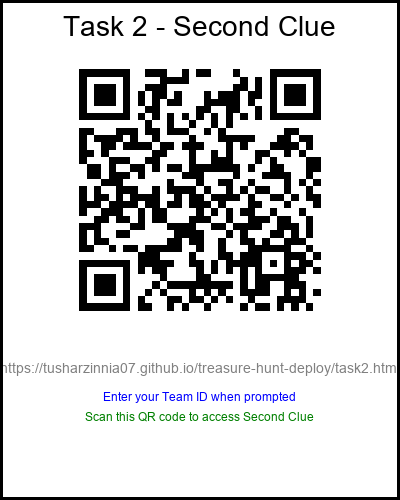 Task 2 - Second Clue
https://tusharzinnia07.github.io/treasure-hunt-deploy/task2.htm
Enter your Team ID when prompted
Scan this QR code to access Second Clue